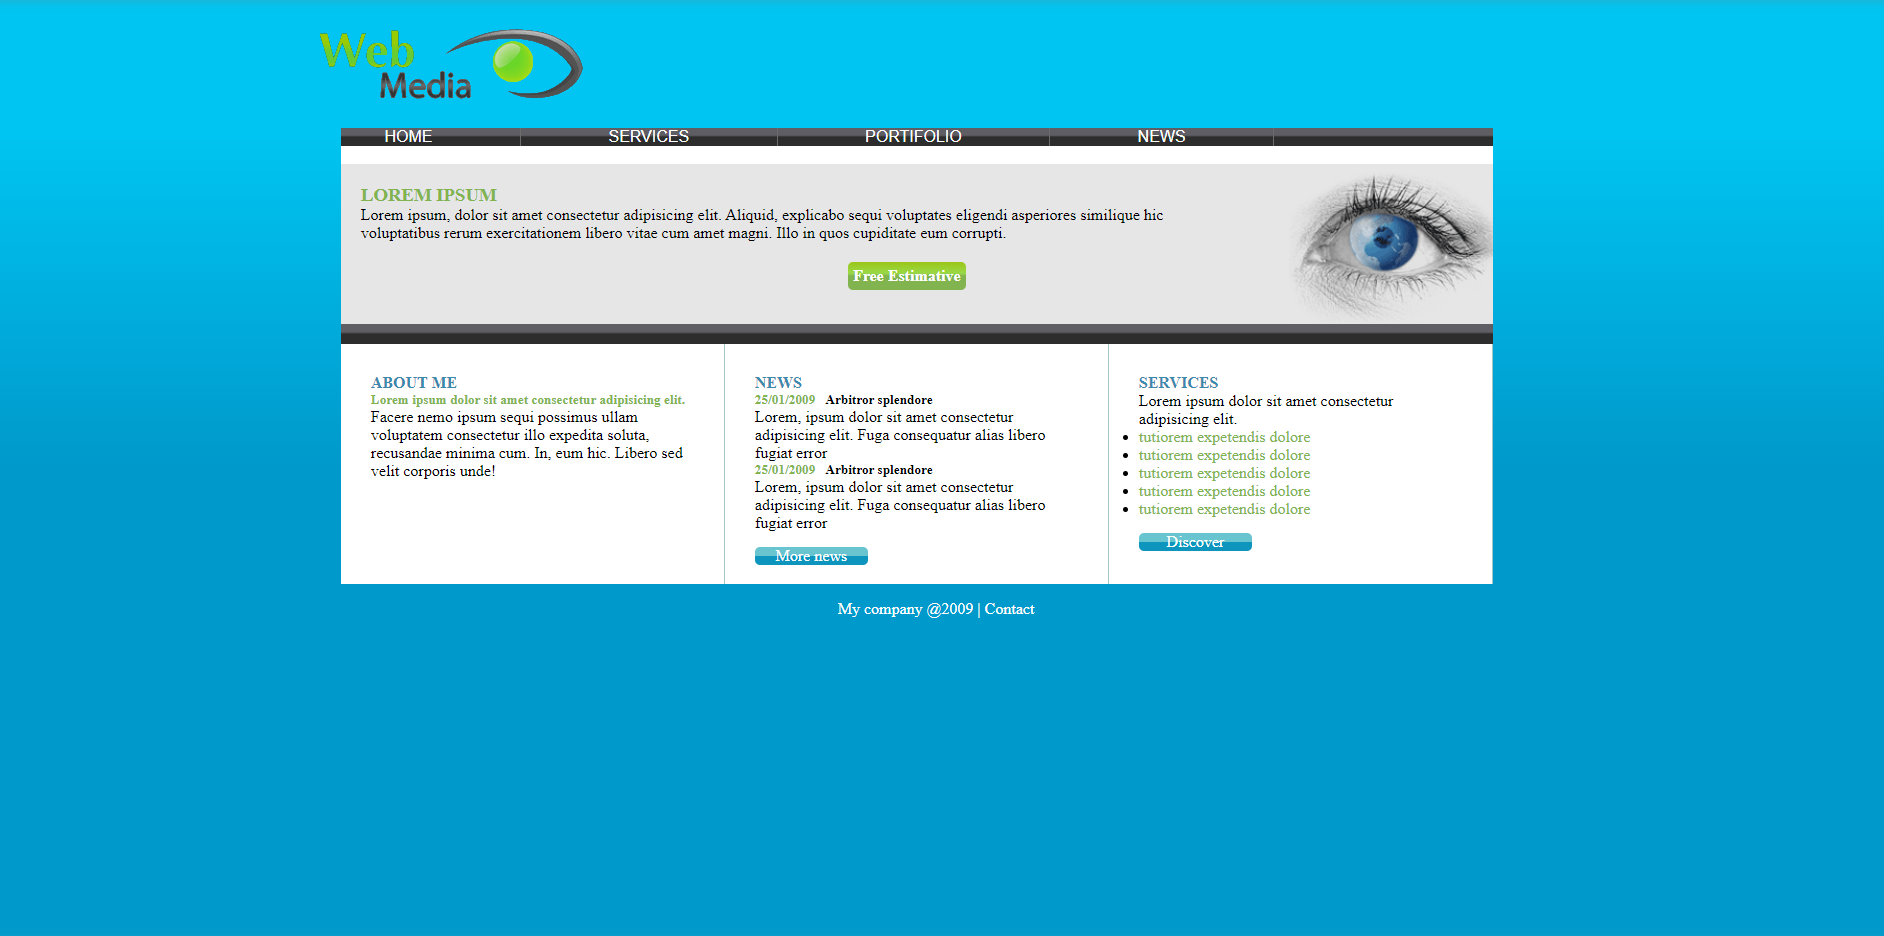 Web
Media
HOME SERVICES PORTIFOLIO NEWS
LOREM IPSUM
Lorem ipsum, dolor sit amet consectetur adipisicing elit. Aliquid, explicabo sequi voluptates eligendi asperiores similique hic
voluptatibus rerum exercitationem libero vitae cum amet magni. Illo in quos cupiditate eum corrupti.
Free Estimative
ABOUT ME
Lorem ipsum dolor sit amet consectetur adipisicing elit.
Facere nemo ipsum sequi possimus ullam
voluptatem consectetur illo expedita soluta,
recusandae minima cum. In, eum hic. Libero sed
velit corporis unde!
NEWS
25/01/2009 Arbitror splendore
Lorem, ipsum dolor sit amet consectetur
adipisicing elit. Fuga consequatur alias libero
fugiat error
25/01/2009 Arbitror splendore
Lorem, ipsum dolor sit amet consectetur
adipisicing elit. Fuga consequatur alias libero
fugiat error
More news
SERVICES
Lorem ipsum dolor sit amet consectetur
adipisicing elit.
tutiorem expetendis dolore
tutiorem expetendis dolore
tutiorem expetendis dolore
tutiorem expetendis dolore
tutiorem expetendis dolore
Discover
My company @2009 | Contact